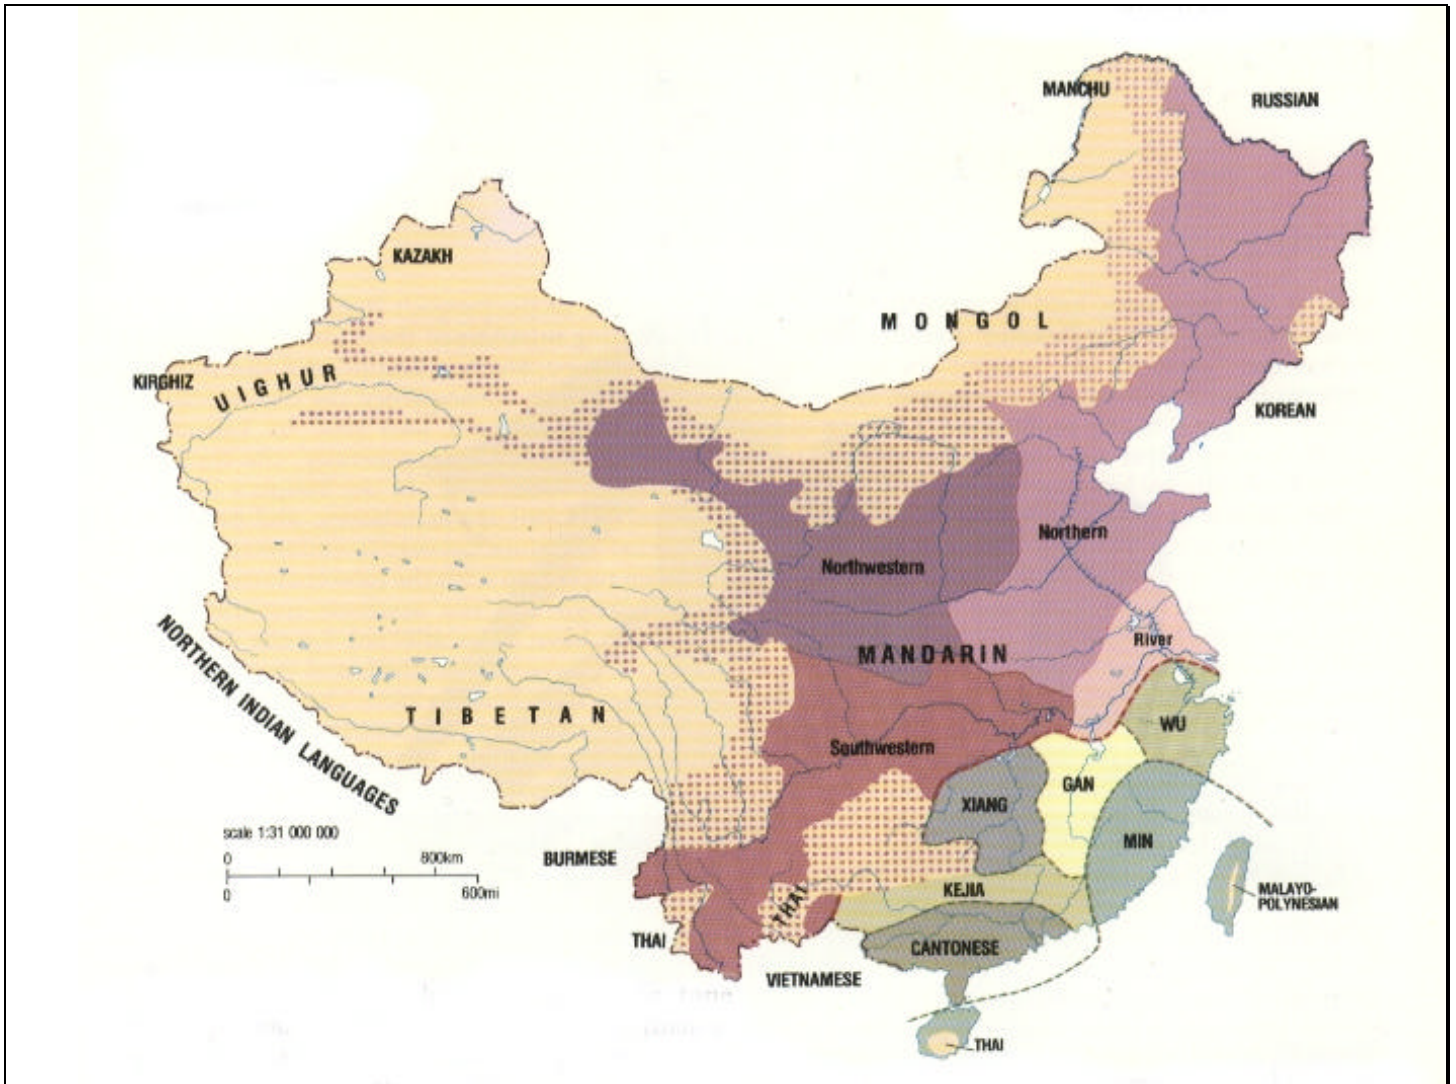 MANCHU
RUSSIAN
KAZAKH
MONGOL
KIRGHIZ
UIGHUR
KOREAN
Northern
Northwestern
River
MANDARIN
NORTHERN INDIAN LANGUAGES
TIBETAN
WU
Southwestern
GAN
XIANG
scale 1:31 000 000
MIN
0
800km
BURMESE
0
600mi
KEJIA
MALAYO-
POLYNESIAN
THAI
THAI
CANTONESE
VIETNAMESE
THAI